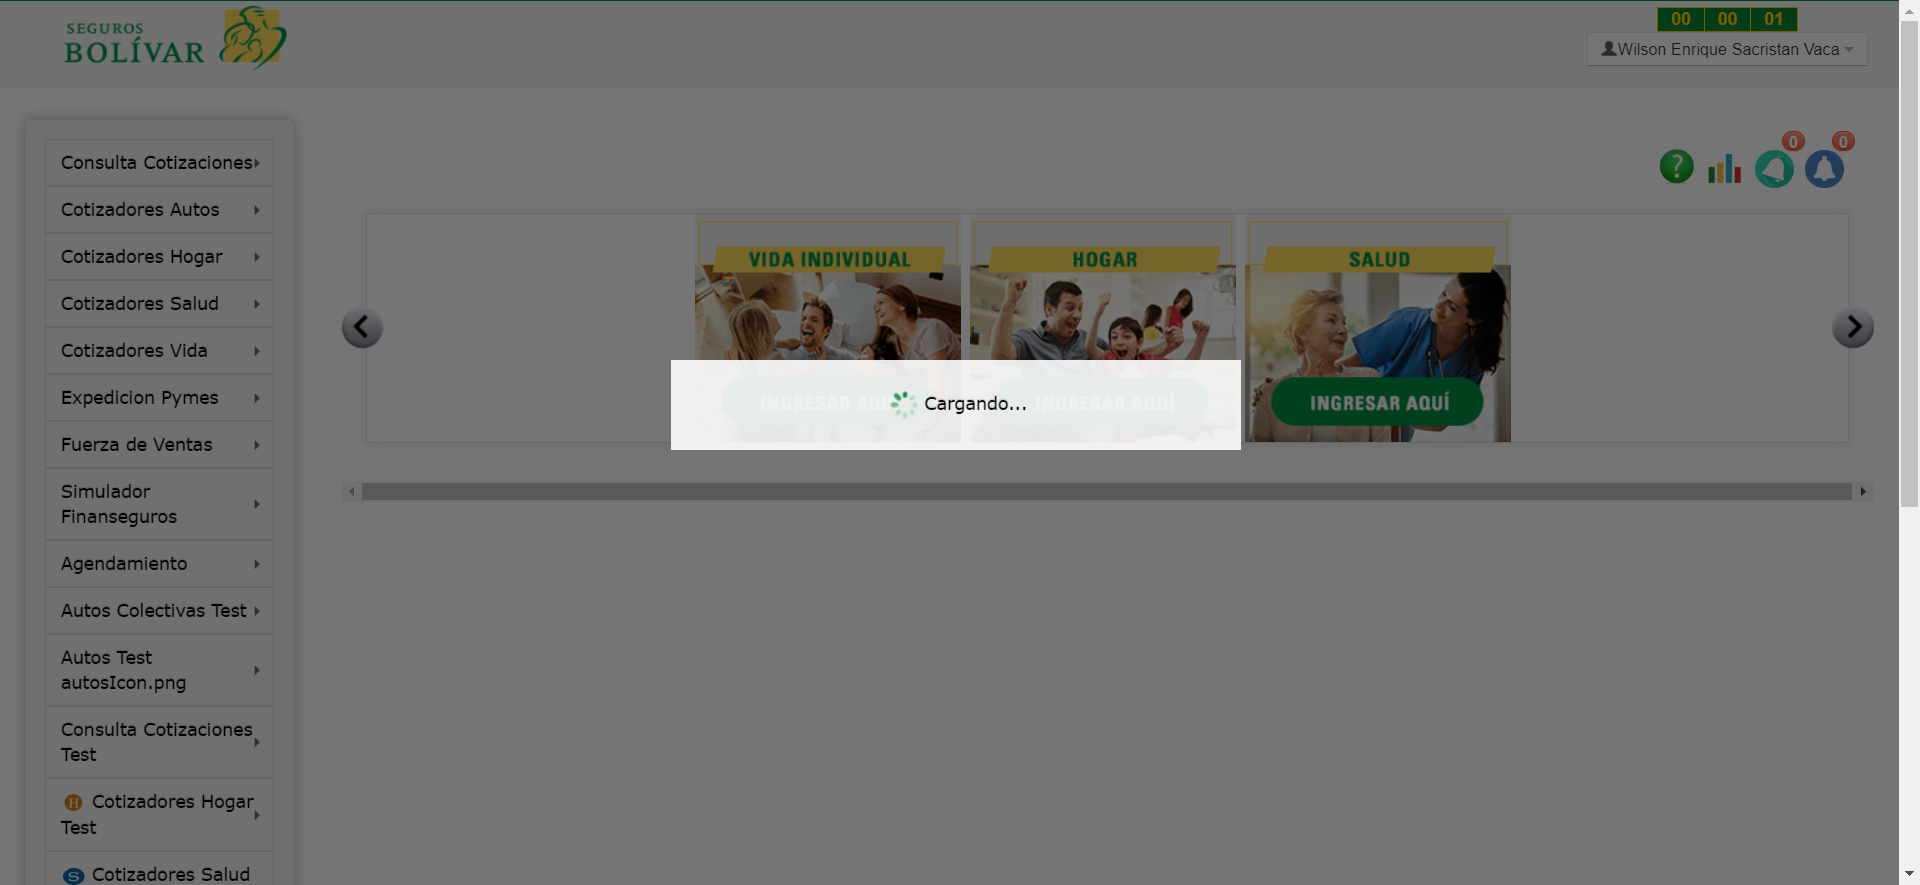 SEGUROS
BOLÍVAR
00 00 01
Wilson Enrique Sacristan Vaca
Consulta Cotizaciones
Cotizadores Autos
Cotizadores Hogar
Cotizadores Salud
Cotizadores Vida
Expedicion Pymes
Fuerza de Ventas
Simulador
Finanseguros
Agendamiento
Autos Colectivas Test
Autos Test
autosIcon.png
Consulta Cotizaciones
Test
H Cotizadores Hogar
Test
S Cotizadores Salud
?
0
0
VIDA INDIVIDUAL
HOGAR
SALUD
INGRESAR AQUÍ
INGRESAR AQUÍ
INGRESAR AQUÍ
Cargando...